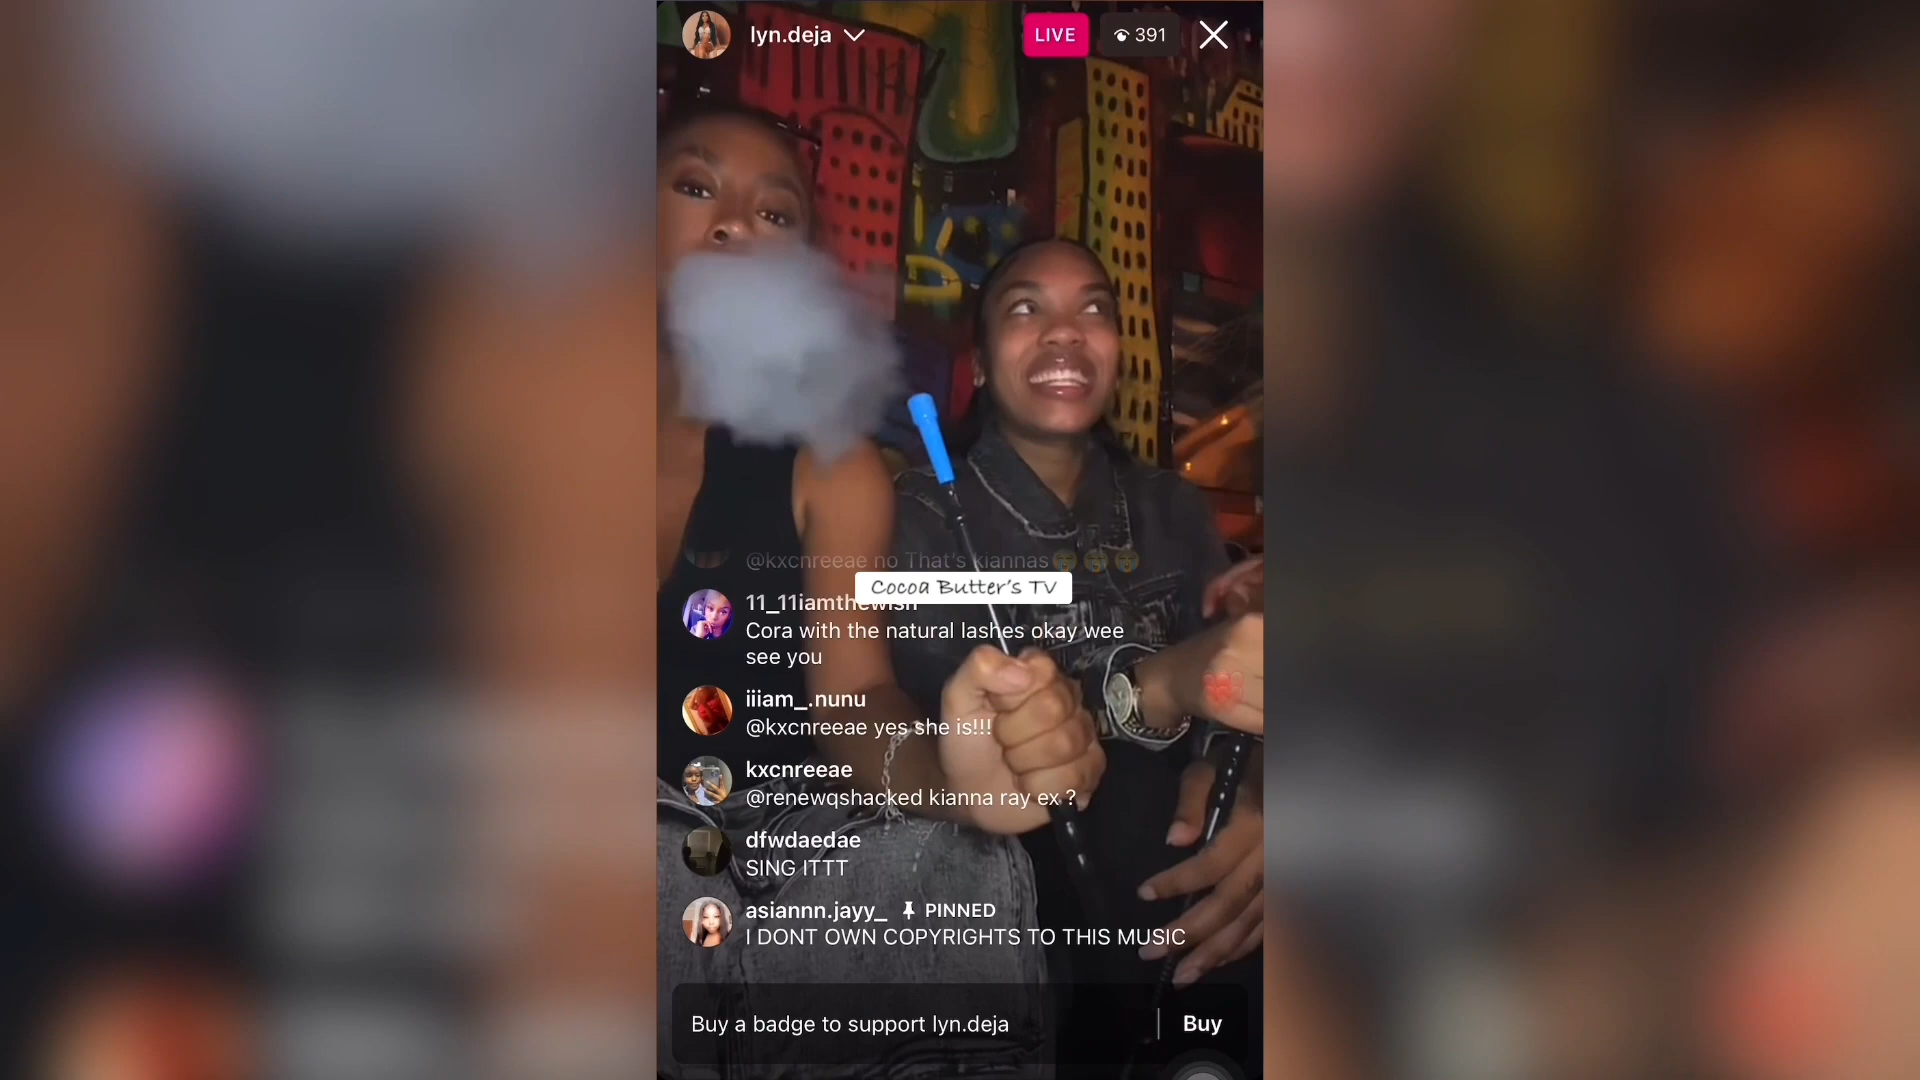 lyn.deja
LIVE
391
@kxcnreeae no That's kiannas😭😭😭
Cocoa Butter's TV
11_11iamthewish
Cora with the natural lashes okay wee
see you
iiiam_.nunu
@kxcnreeae yes she is!!!
kxcnreeae
@renewqshacked kianna ray ex ?
dfwdaedae
SING ITTT
asiannn.jayy_ PINNED
I DONT OWN COPYRIGHTS TO THIS MUSIC
Buy a badge to support lyn.deja
Buy